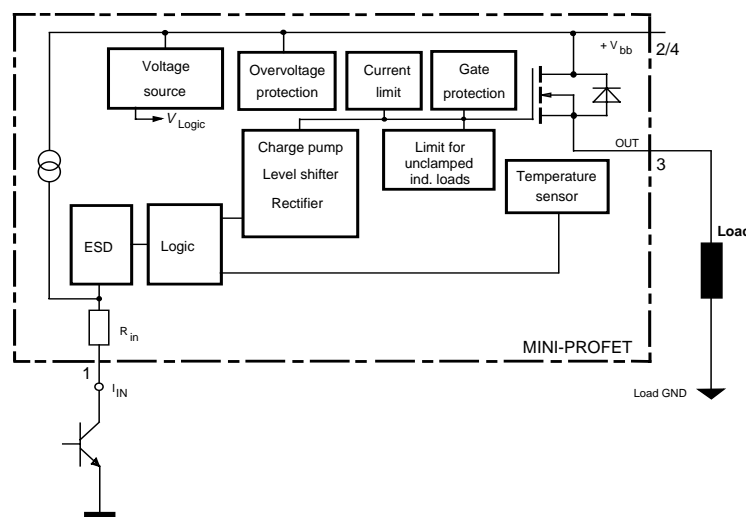 + V bb
2/4
Voltage
source
Overvoltage
protection
Current
limit
Gate
protection
V Logic
Charge pump
Level shifter
Rectifier
Limit for
unclamped
ind. loads
OUT
3
Temperature
sensor
ESD
Logic
Load
R in
MINI-PROFET
1
I IN
Load GND